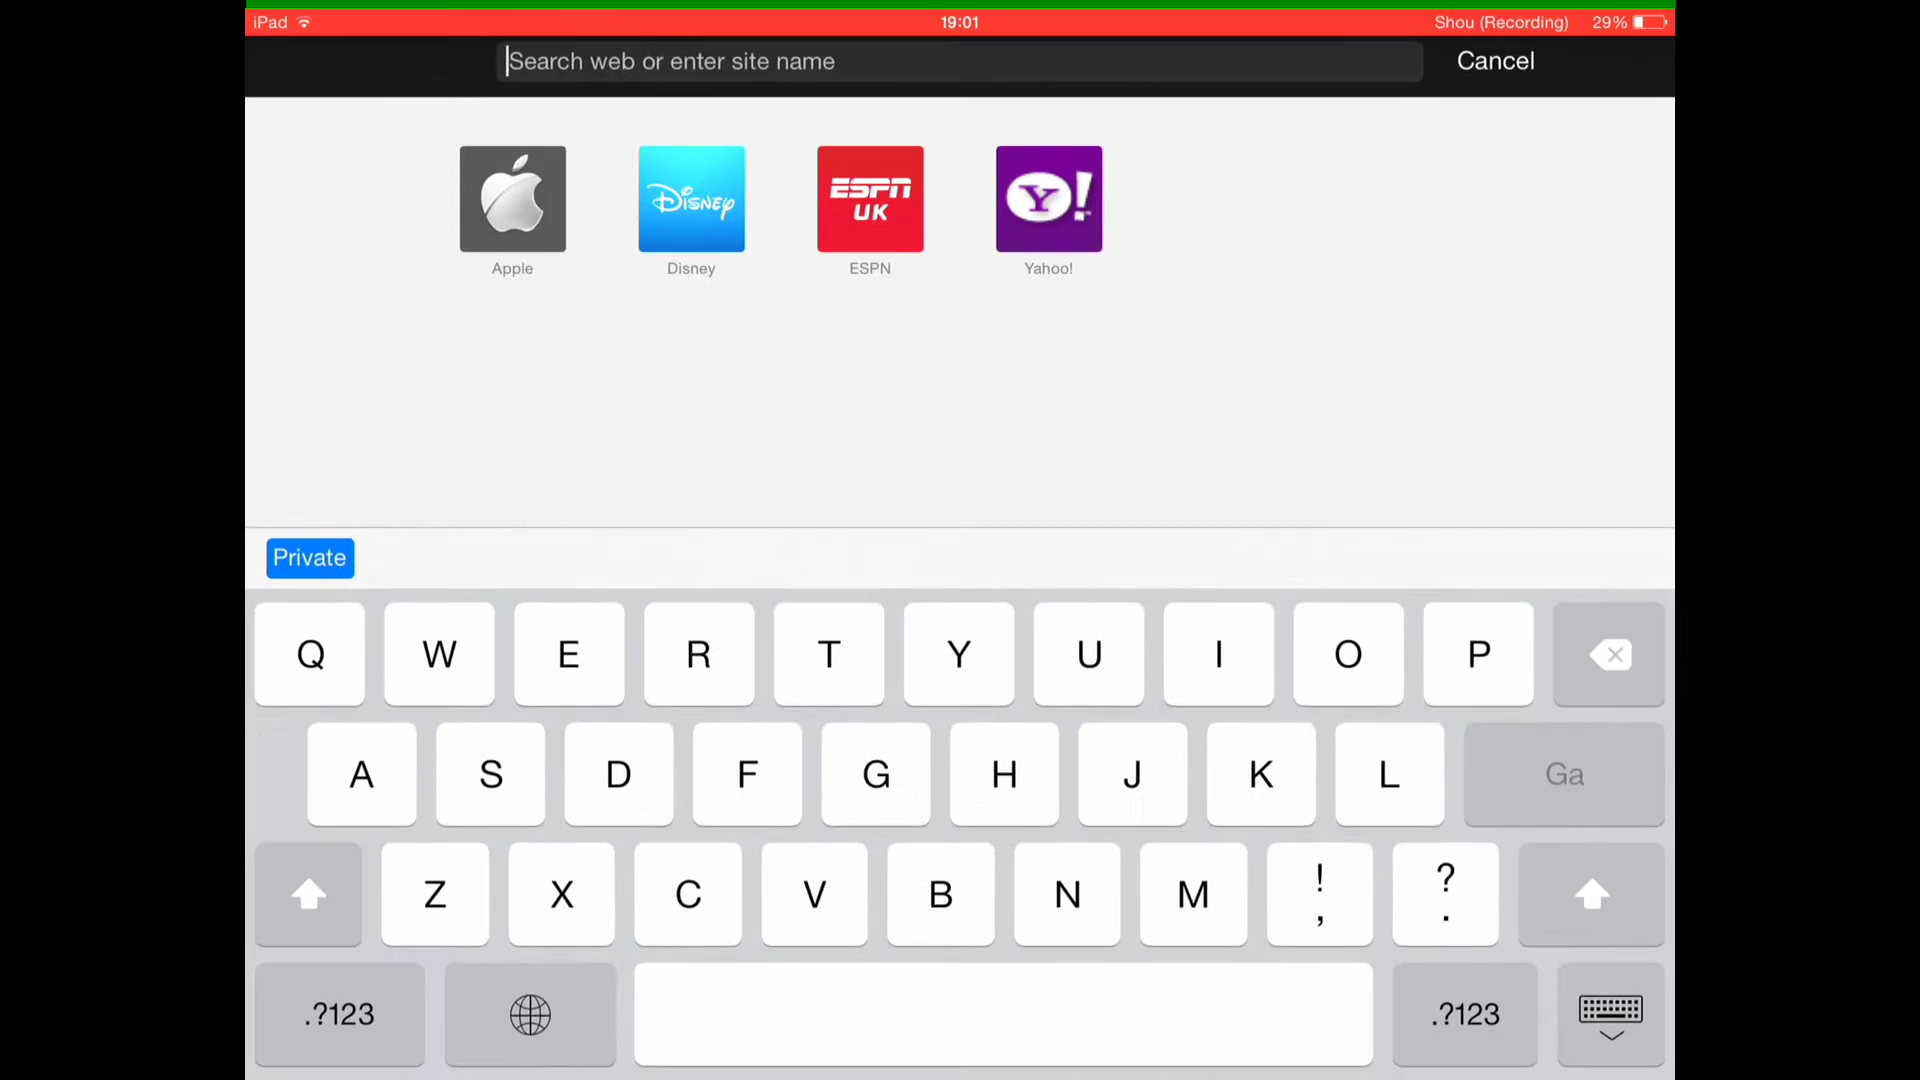 iPad 19:01 Shou (Recording) 29%
Search web or enter site name Cancel
Disney ESPN UK Y!
Apple Disney ESPN Yahoo!
Private
Q W E R T Y U I O P
A S D F G H J K L Ga
Z X C V B N M ! , ? .
.?123 .?123